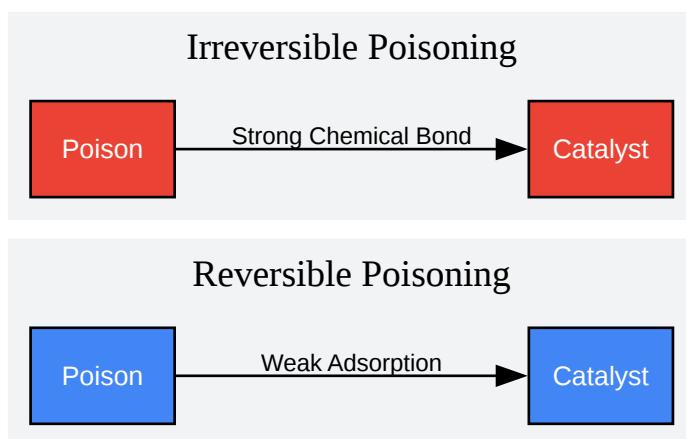 Irreversible Poisoning
Poison
Strong Chemical Bond
Catalyst
Reversible Poisoning
Poison
Weak Adsorption
Catalyst